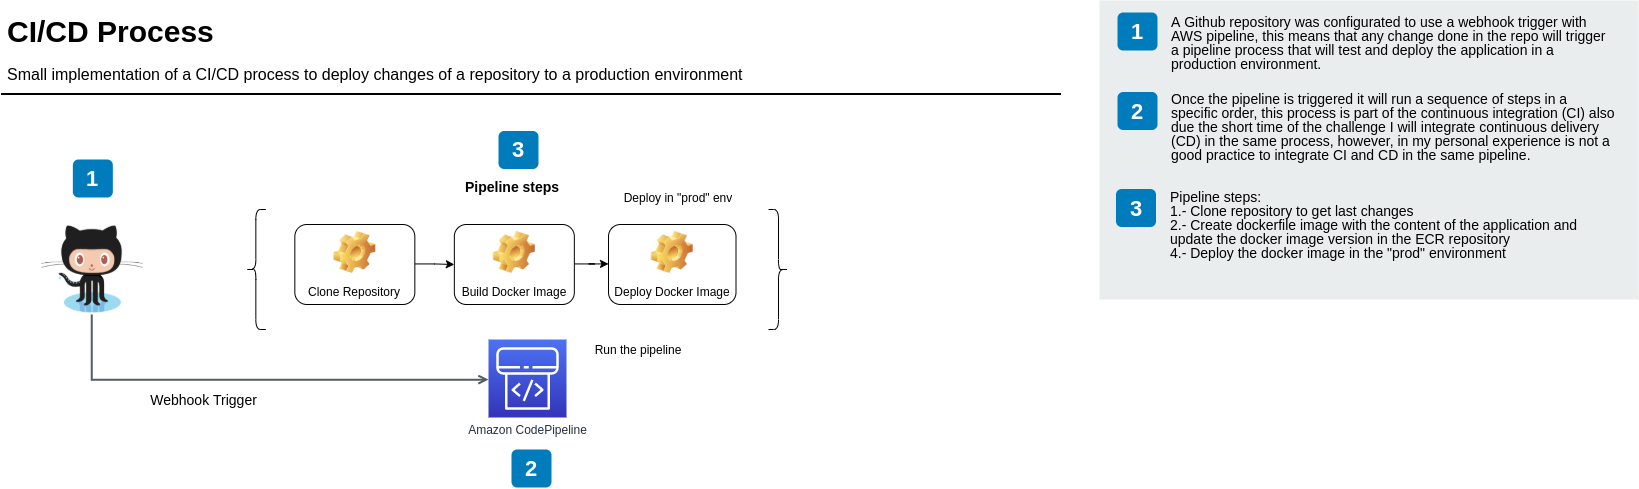 CI/CD Process
Small implementation of a CI/CD process to deploy changes of a repository to a production environment
1
3
Pipeline steps
Deploy in "prod" env
Clone Repository
Build Docker Image
Deploy Docker Image
Run the pipeline
Webhook Trigger
Amazon CodePipeline
2
1
A Github repository was configurated to use a webhook trigger with
AWS pipeline, this means that any change done in the repo will trigger
a pipeline process that will test and deploy the application in a
production environment.
2
Once the pipeline is triggered it will run a sequence of steps in a
specific order, this process is part of the continuous integration (CI) also
due the short time of the challenge I will integrate continuous delivery
(CD) in the same process, however, in my personal experience is not a
good practice to integrate CI and CD in the same pipeline.
3
Pipeline steps:
1.- Clone repository to get last changes
2.- Create dockerfile image with the content of the application and
update the docker image version in the ECR repository
4.- Deploy the docker image in the "prod" environment